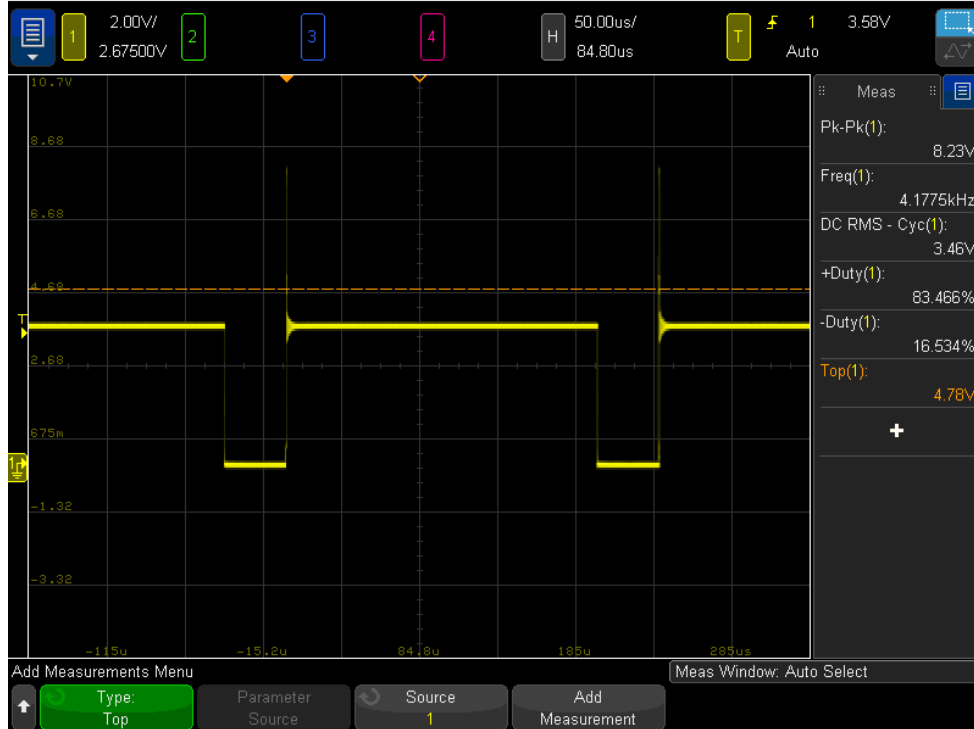 1 2.00V/ 2.67500V
2
3
4
H 50.00us/ 84.80us
T 1 3.58V Auto
10.7V
8.68
6.68
4.68
2.68
675m
-1.32
-3.32
T
1
-115u -15.2u 84.8u 185u 285us
Meas
Pk-Pk(1):
8.23V
Freq(1):
4.1775kHz
DC RMS - Cyc(1):
3.46V
+Duty(1):
83.466%
-Duty(1):
16.534%
Top(1):
4.78V
Add Measurements Menu
Meas Window: Auto Select
Type:
Top
Parameter
Source
Source
1
Add
Measurement